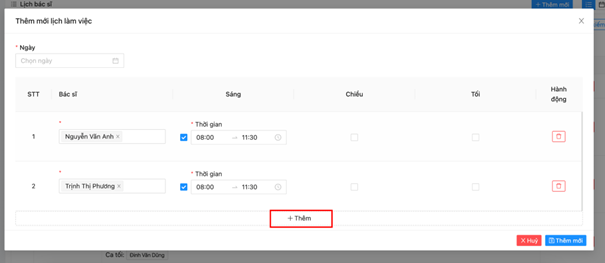 Lịch bác sĩ
+ Thêm mới
Thêm mới lịch làm việc
* Ngày
Chọn ngày
STT Bác sĩ Sáng Chiều Tối Hành động
* * Thời gian
1 Nguyễn Vân Anh 08:00 → 11:30
* * Thời gian
2 Trịnh Thị Phương 08:00 → 11:30
+ Thêm
X Huỷ Thêm mới
Ca tối: Đinh Văn Dũng